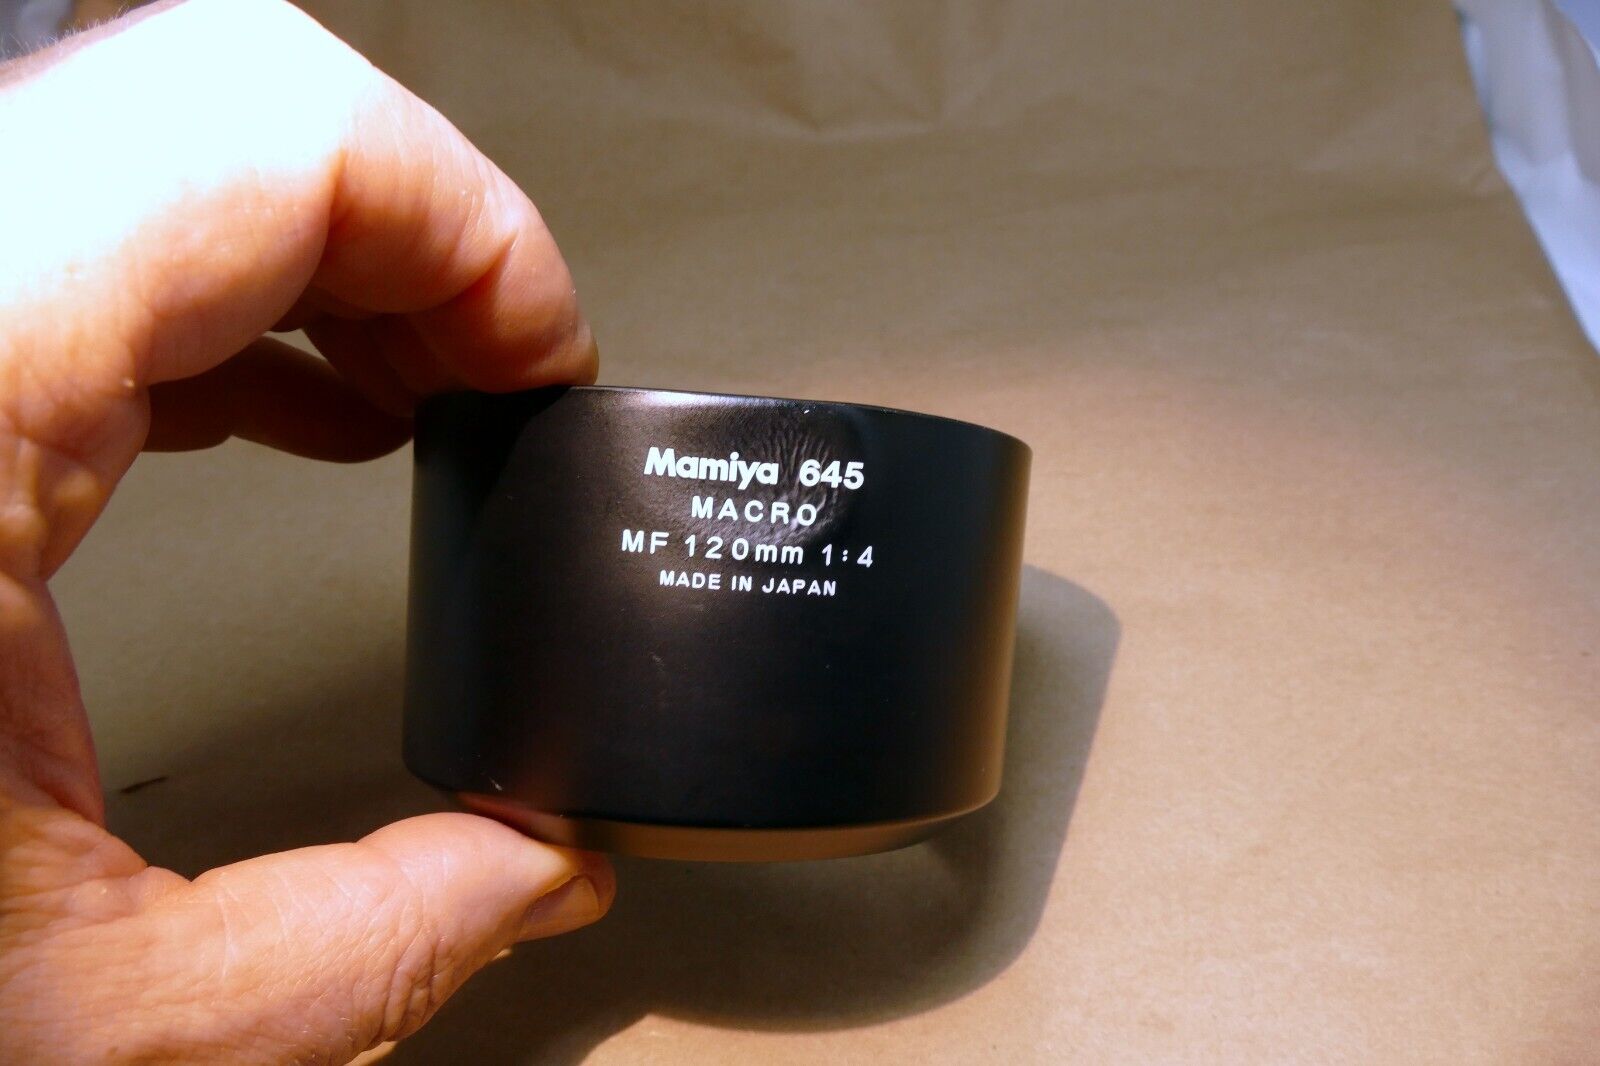 Mamiya 645
MACRO
MF 120mm 1:4
MADE IN JAPAN